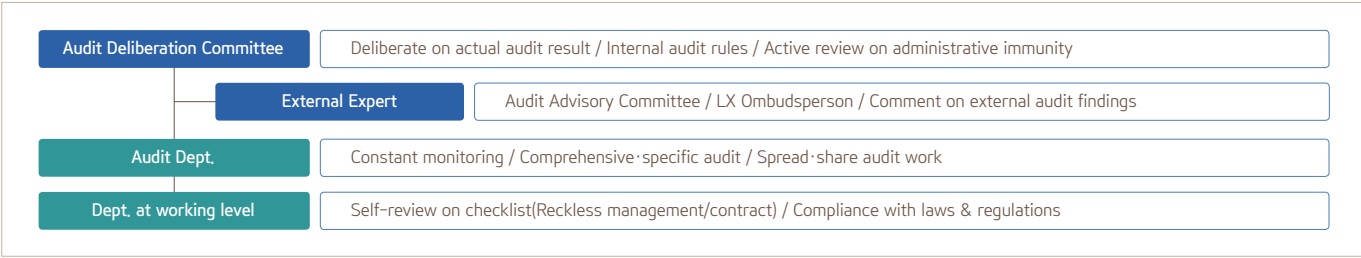 Audit Deliberation Committee
Deliberate on actual audit result / Internal audit rules / Active review on administrative immunity
External Expert
Audit Advisory Committee / LX Ombudsperson / Comment on external audit findings
Audit Dept.
Constant monitoring / Comprehensive·specific audit / Spread·share audit work
Dept. at working level
Self-review on checklist(Reckless management/contract) / Compliance with laws & regulations